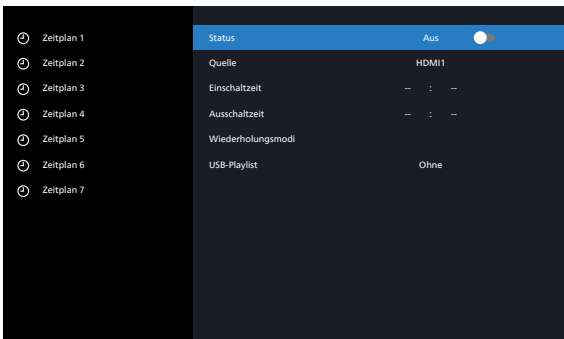 Zeitplan 1
Zeitplan 2
Zeitplan 3
Zeitplan 4
Zeitplan 5
Zeitplan 6
Zeitplan 7
Status Aus
Quelle HDMI1
Einschaltzeit -- : --
Ausschaltzeit -- : --
Wiederholungsmodi
USB-Playlist Ohne